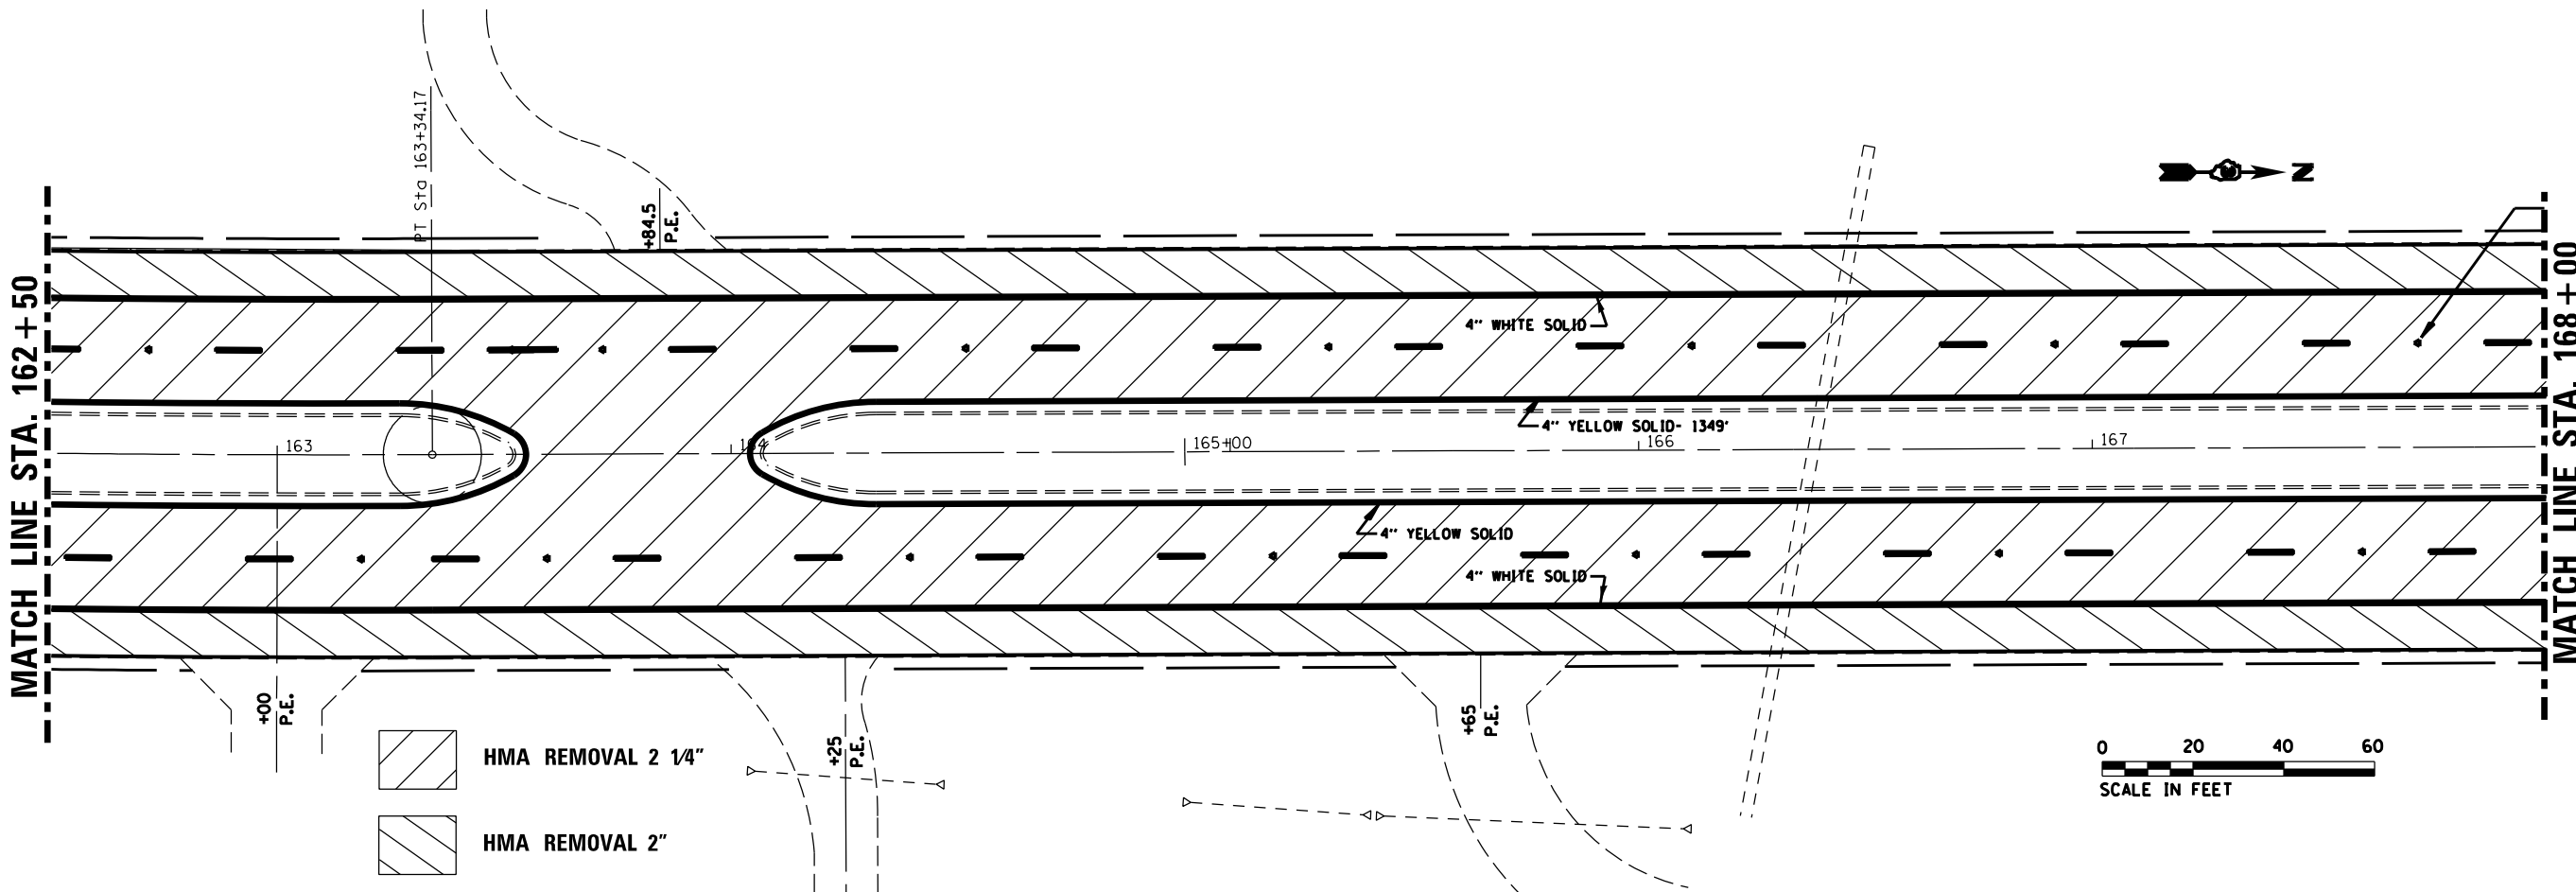 MATCH LINE STA. 162+50
PT Sta 163+34.17
+84.5
P.E.
N
MATCH LINE STA. 168+00
4" WHITE SOLID
4" YELLOW SOLID- 1349'
163
164
165+00
166
167
4" YELLOW SOLID
4" WHITE SOLID
+00
P.E.
+25
P.E.
+65
P.E.
HMA REMOVAL 2 1/4"
HMA REMOVAL 2"
0 20 40 60
SCALE IN FEET